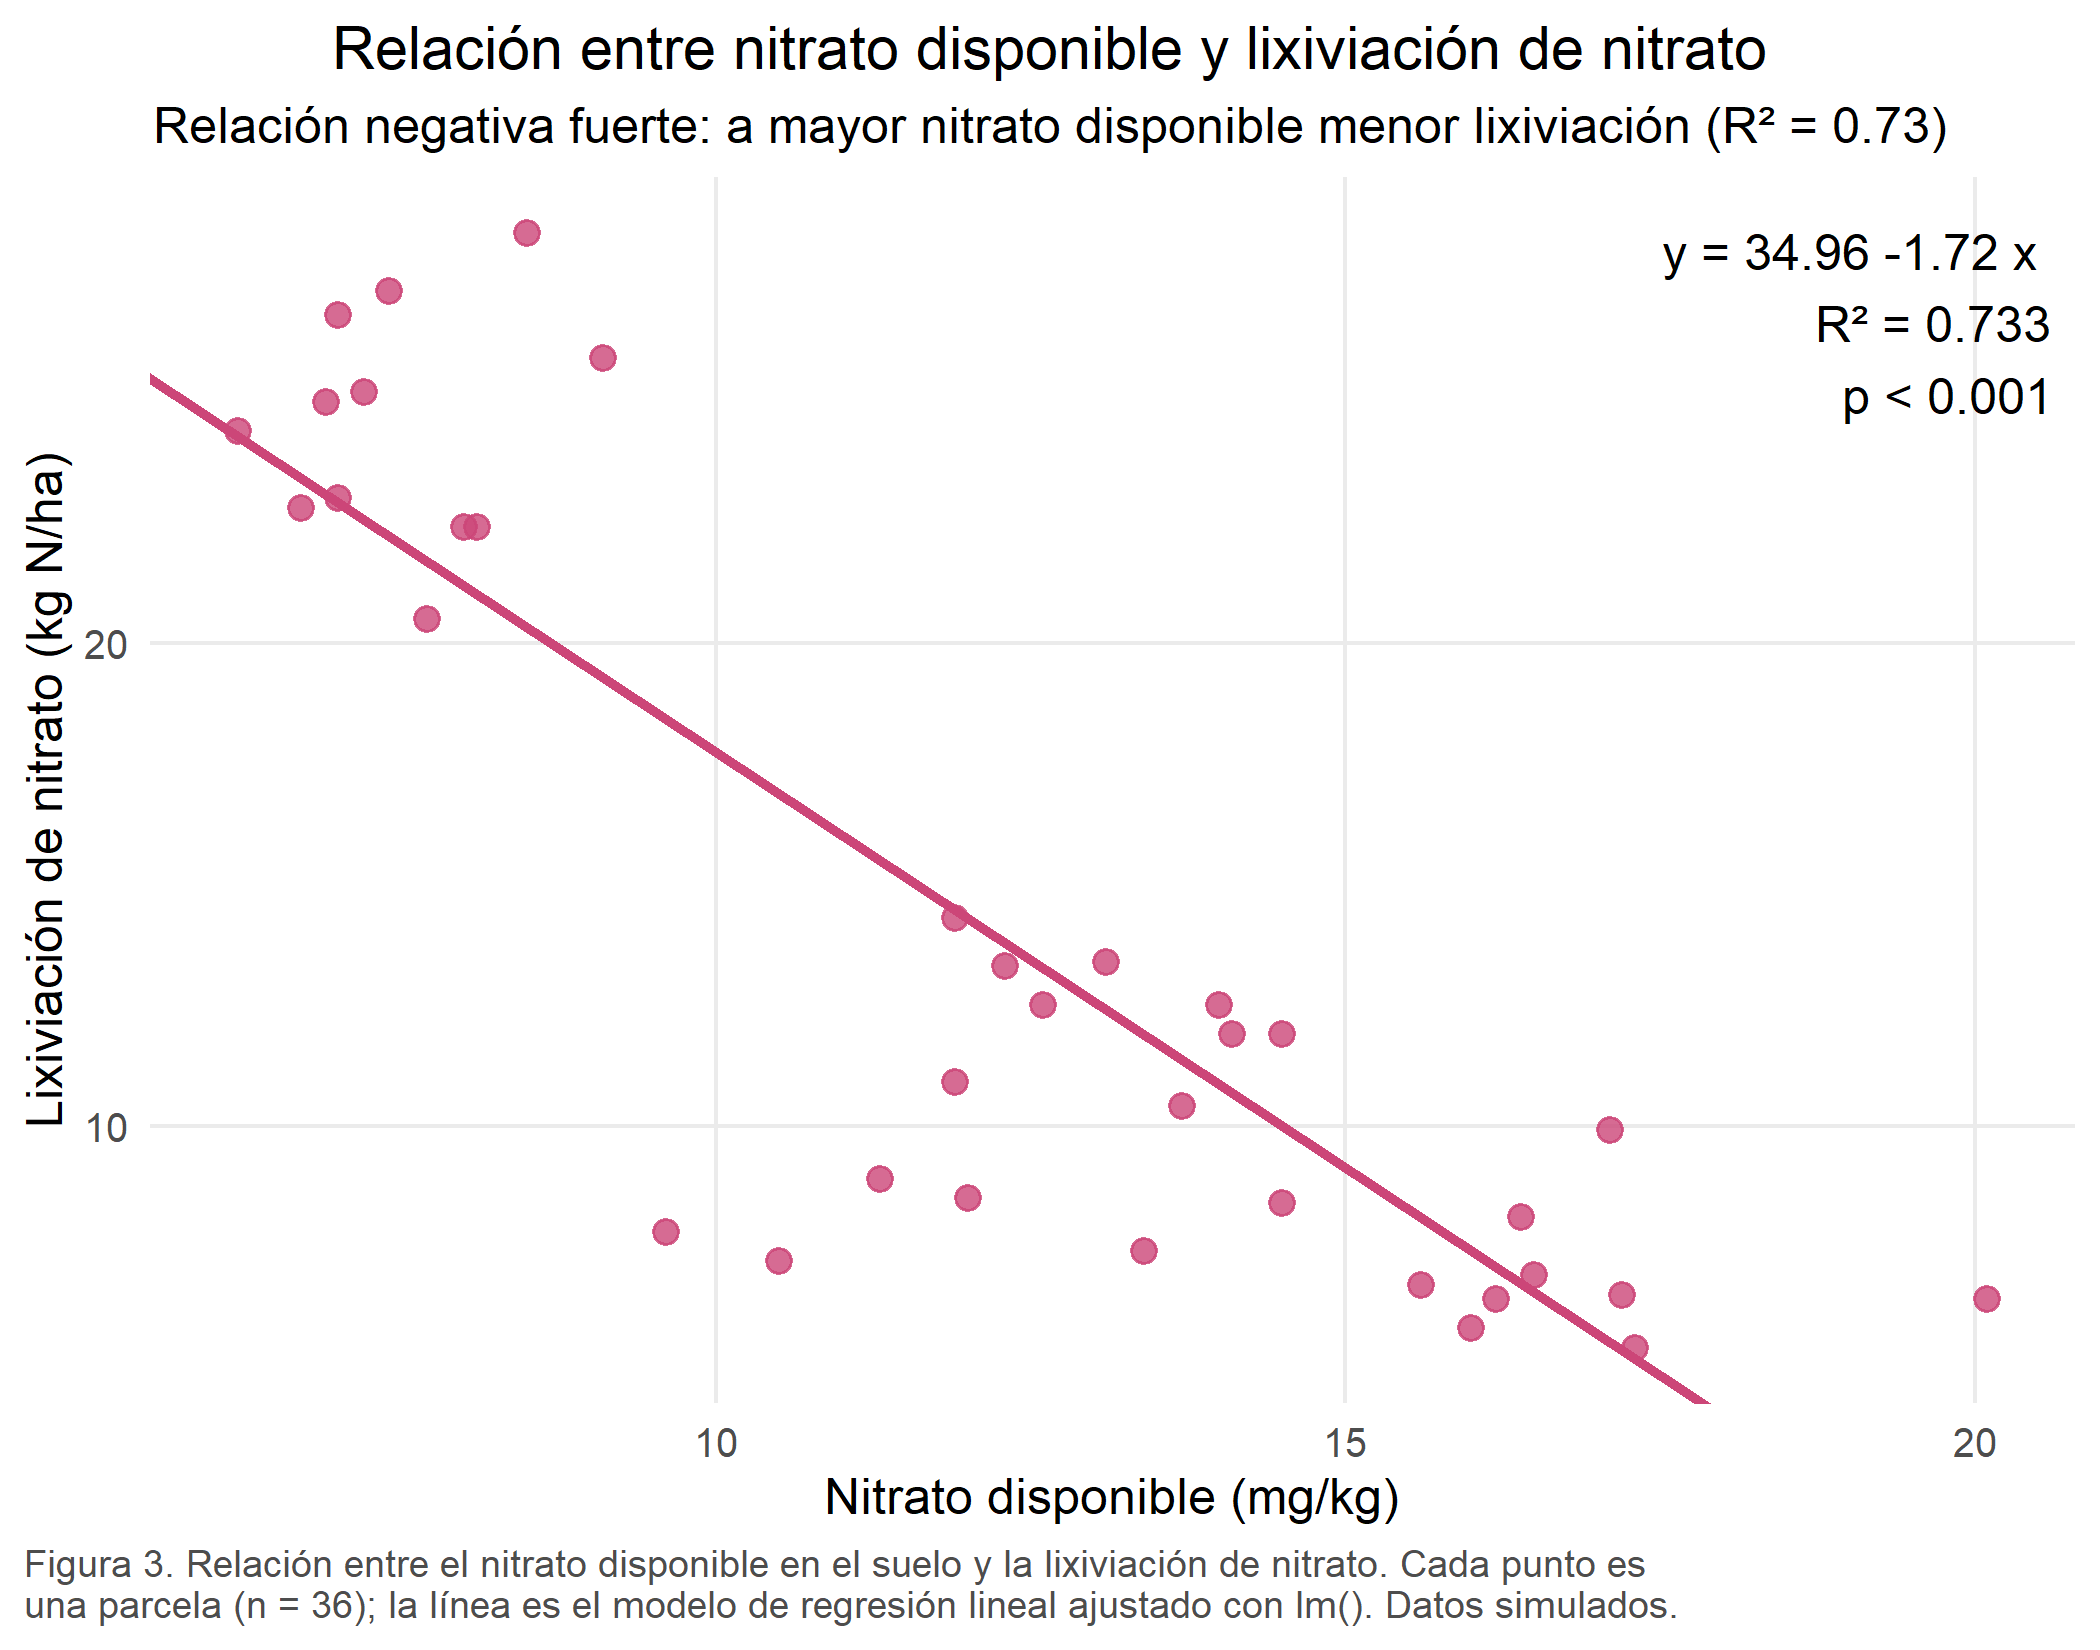 Relación entre nitrato disponible y lixiviación de nitrato
Relación negativa fuerte: a mayor nitrato disponible menor lixiviación (R² = 0.73)
y = 34.96 -1.72 x
R² = 0.733
p < 0.001
Lixiviación de nitrato (kg N/ha)
20
10
10
15
20
Nitrato disponible (mg/kg)
Figura 3. Relación entre el nitrato disponible en el suelo y la lixiviación de nitrato. Cada punto es
una parcela (n = 36); la línea es el modelo de regresión lineal ajustado con lm(). Datos simulados.